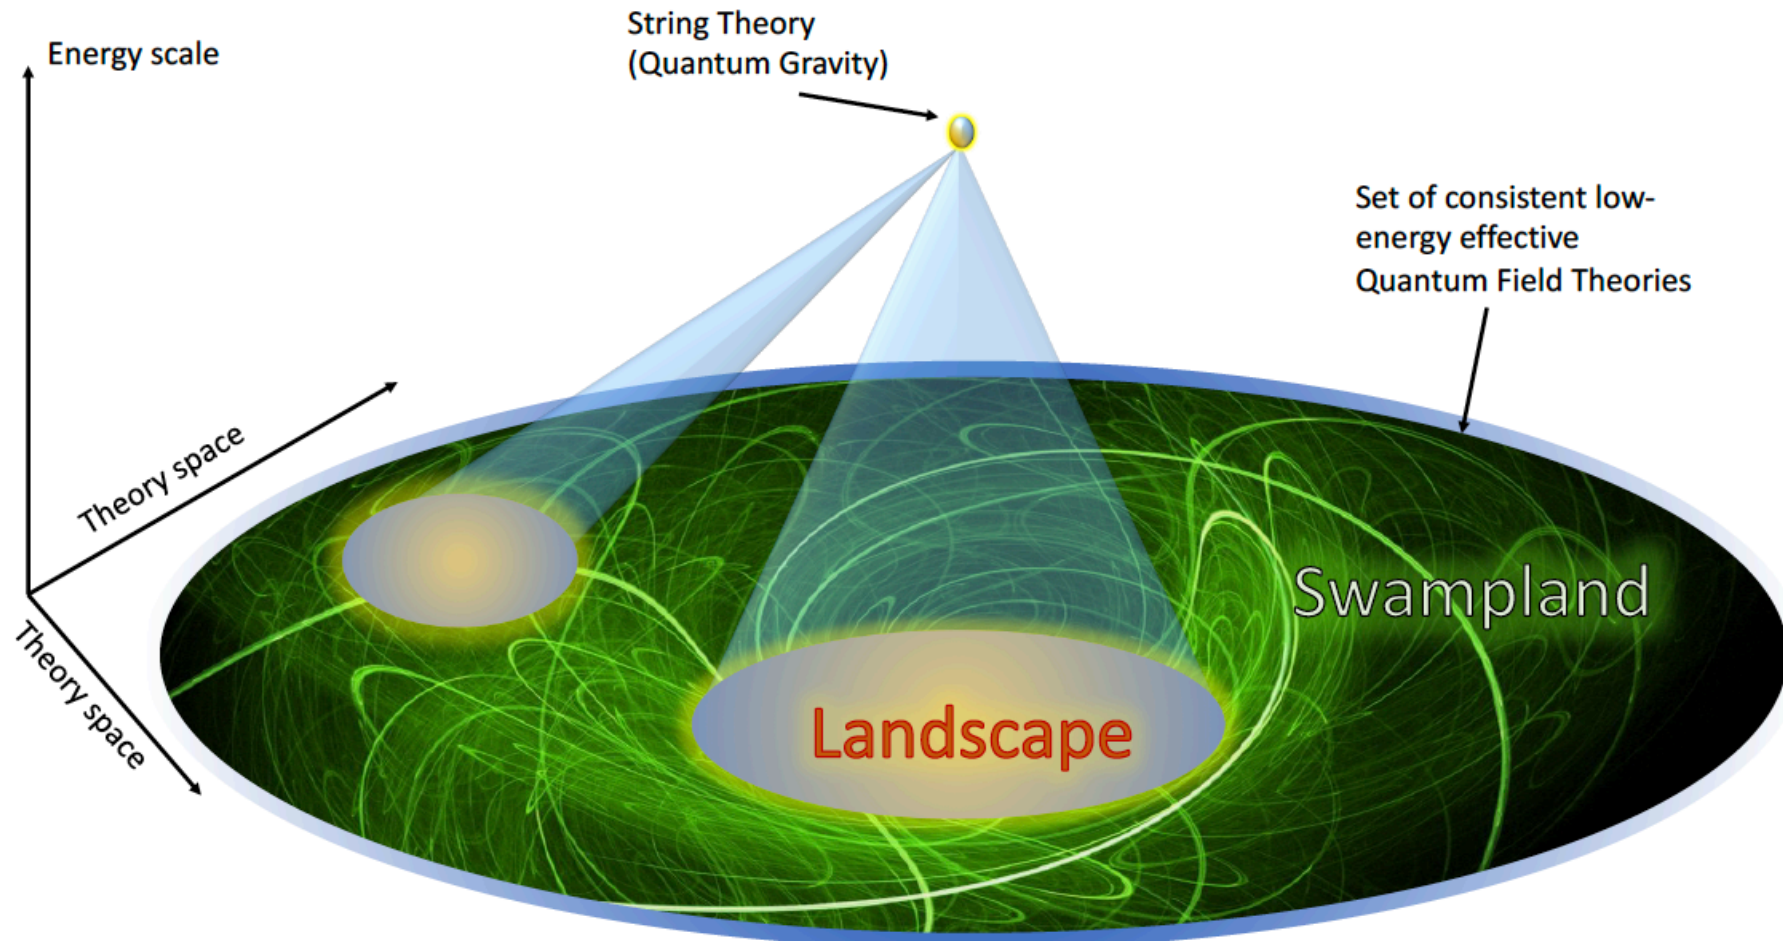 Energy scale
String Theory
(Quantum Gravity)
Set of consistent low-
energy effective
Quantum Field Theories
Theory space
Theory space
Swampland
Landscape